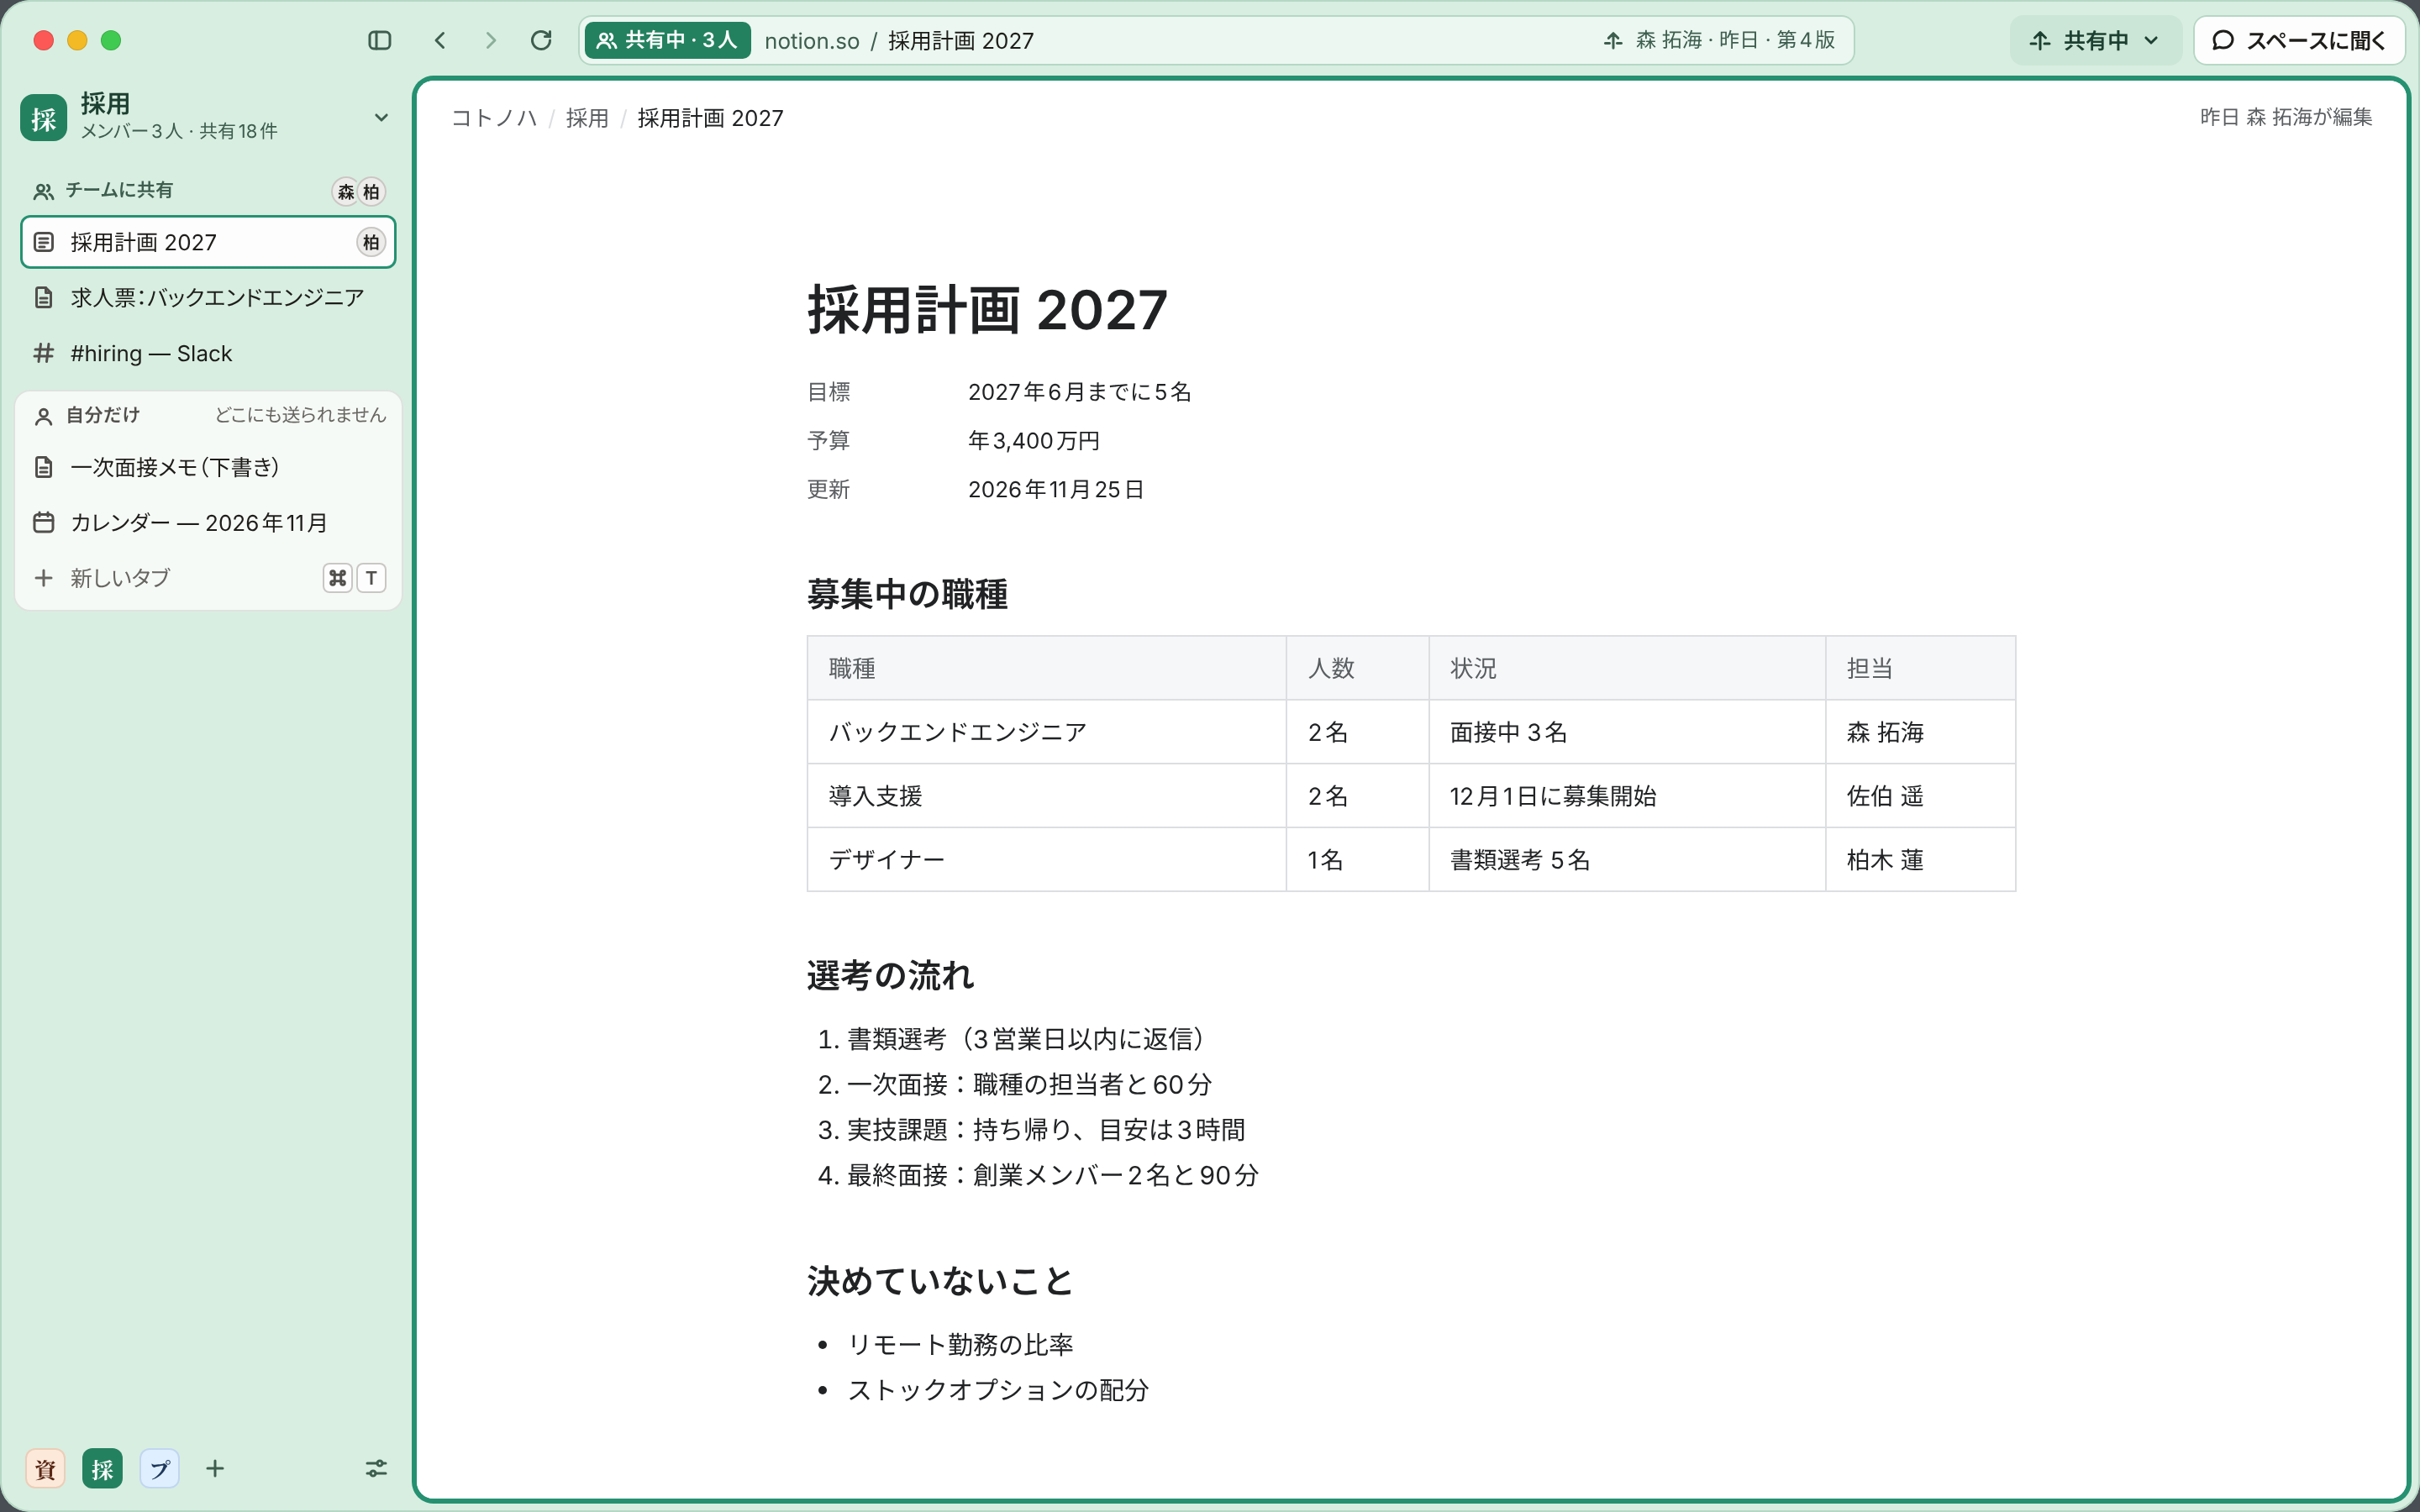 共有中 · 3人 notion.so / 採用計画 2027 森 拓海 · 昨日 · 第4版 共有中 スペースに聞く
採 採用
メンバー3人 · 共有18件
チームに共有 森 柏
採用計画 2027 柏
求人票：バックエンドエンジニア
#hiring — Slack
自分だけ どこにも送られません
一次面接メモ（下書き）
カレンダー — 2026年11月
新しいタブ ⌘ T
資 採 プ
コトノハ / 採用 / 採用計画 2027 昨日 森 拓海が編集
採用計画 2027
目標 2027年6月までに5名
予算 年3,400万円
更新 2026年11月25日
募集中の職種
職種 人数 状況 担当
バックエンドエンジニア 2名 面接中 3名 森 拓海
導入支援 2名 12月1日に募集開始 佐伯 遥
デザイナー 1名 書類選考 5名 柏木 蓮
選考の流れ
1. 書類選考（3営業日以内に返信）
2. 一次面接：職種の担当者と60分
3. 実技課題：持ち帰り、目安は3時間
4. 最終面接：創業メンバー2名と90分
決めていないこと
• リモート勤務の比率
• ストックオプションの配分